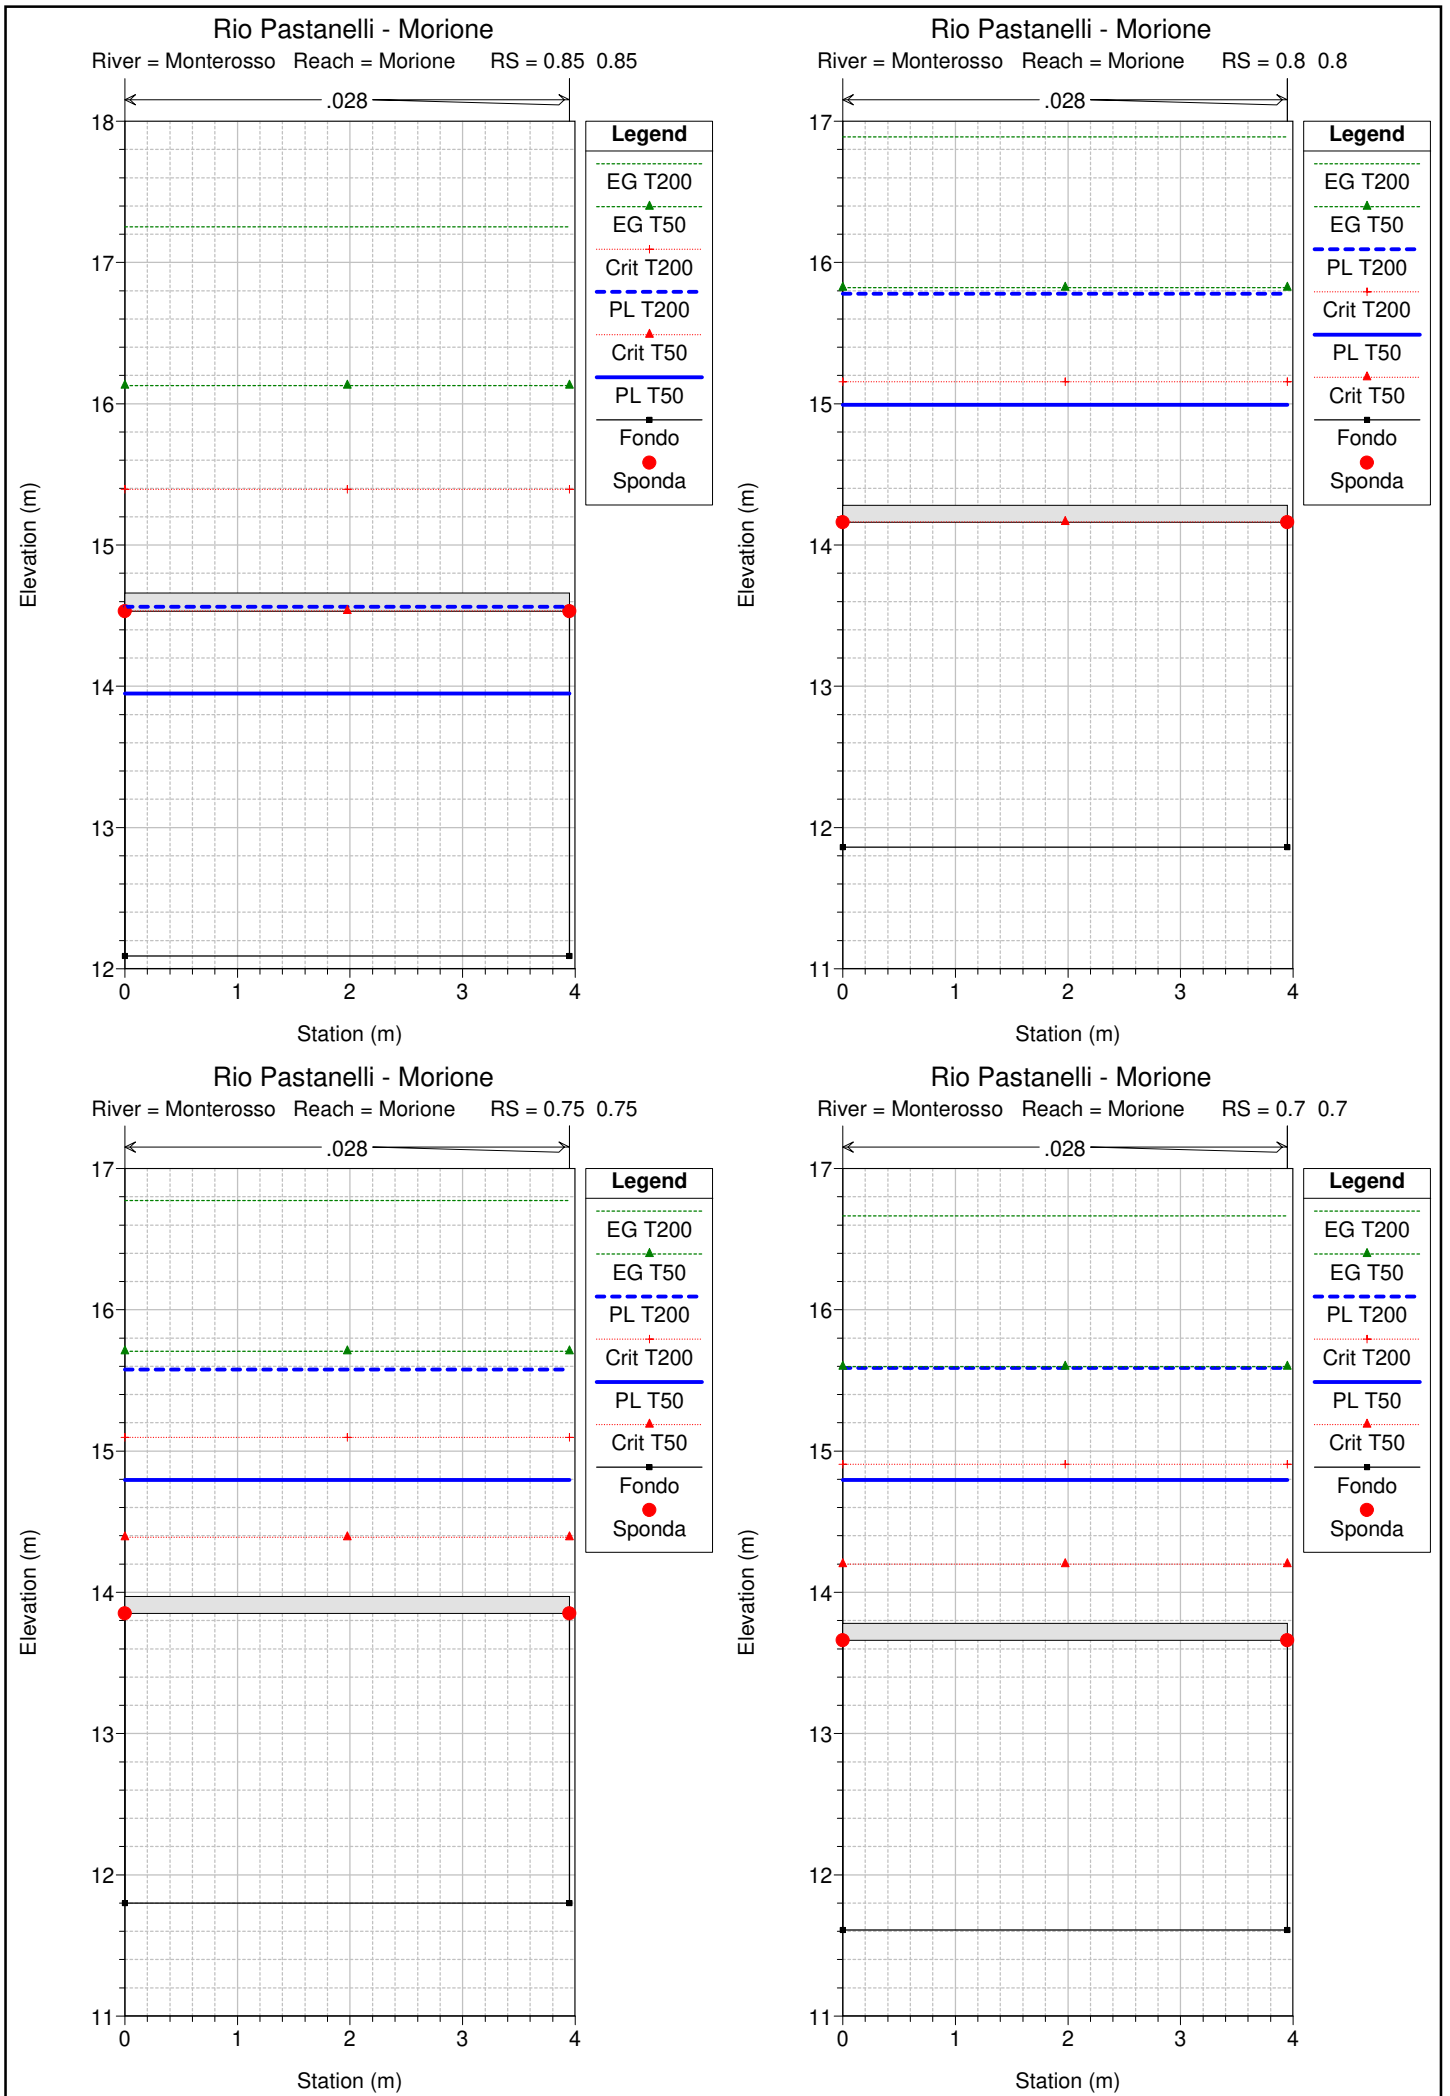 Rio Pastanelli - Morione
River = Monterosso Reach = Morione RS = 0.85 0.85
.028
Legend
EG T200
EG T50
Crit T200
PL T200
Crit T50
PL T50
Fondo
Sponda
18
17
16
15
14
13
12
Elevation (m)
0 1 2 3 4
Station (m)
Rio Pastanelli - Morione
River = Monterosso Reach = Morione RS = 0.8 0.8
.028
Legend
EG T200
EG T50
PL T200
Crit T200
PL T50
Crit T50
Fondo
Sponda
17
16
15
14
13
12
11
Elevation (m)
0 1 2 3 4
Station (m)
Rio Pastanelli - Morione
River = Monterosso Reach = Morione RS = 0.75 0.75
.028
Legend
EG T200
EG T50
PL T200
Crit T200
PL T50
Crit T50
Fondo
Sponda
17
16
15
14
13
12
11
Elevation (m)
0 1 2 3 4
Station (m)
Rio Pastanelli - Morione
River = Monterosso Reach = Morione RS = 0.7 0.7
.028
Legend
EG T200
EG T50
PL T200
Crit T200
PL T50
Crit T50
Fondo
Sponda
17
16
15
14
13
12
11
Elevation (m)
0 1 2 3 4
Station (m)